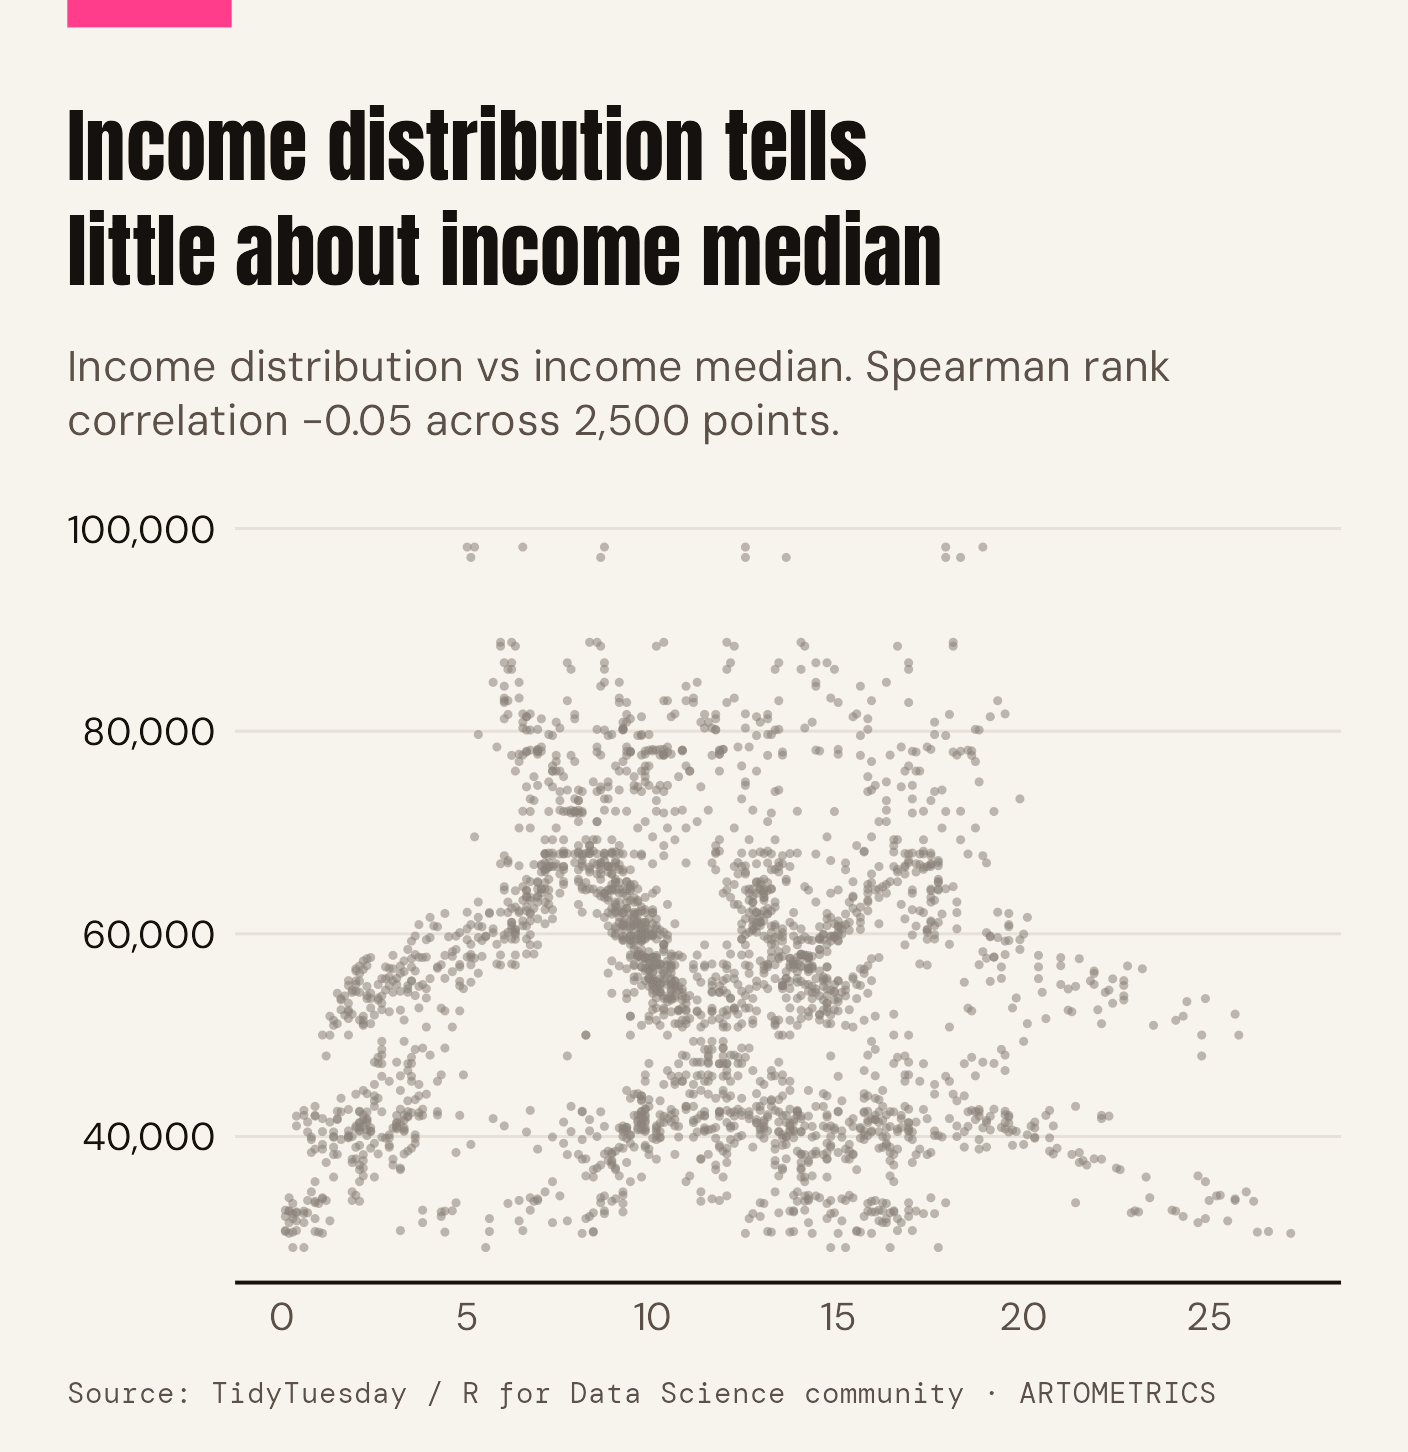 Income distribution tells
little about income median
Income distribution vs income median. Spearman rank
correlation −0.05 across 2,500 points.
100,000
80,000
60,000
40,000
0 5 10 15 20 25
Source: TidyTuesday / R for Data Science community · ARTOMETRICS